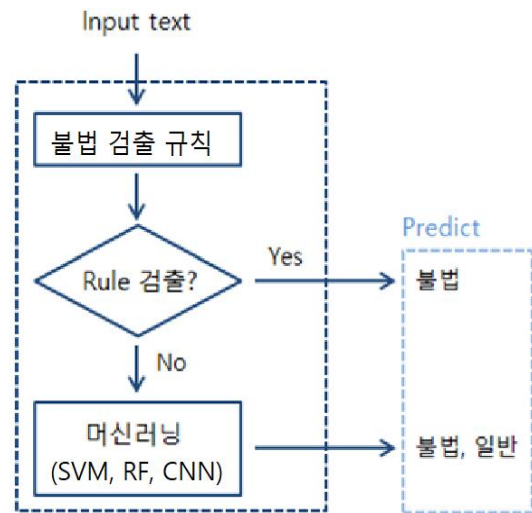 Input text
불법 검출 규칙
Predict
Rule 검출?
Yes
불법
No
머신러닝
(SVM, RF, CNN)
불법, 일반